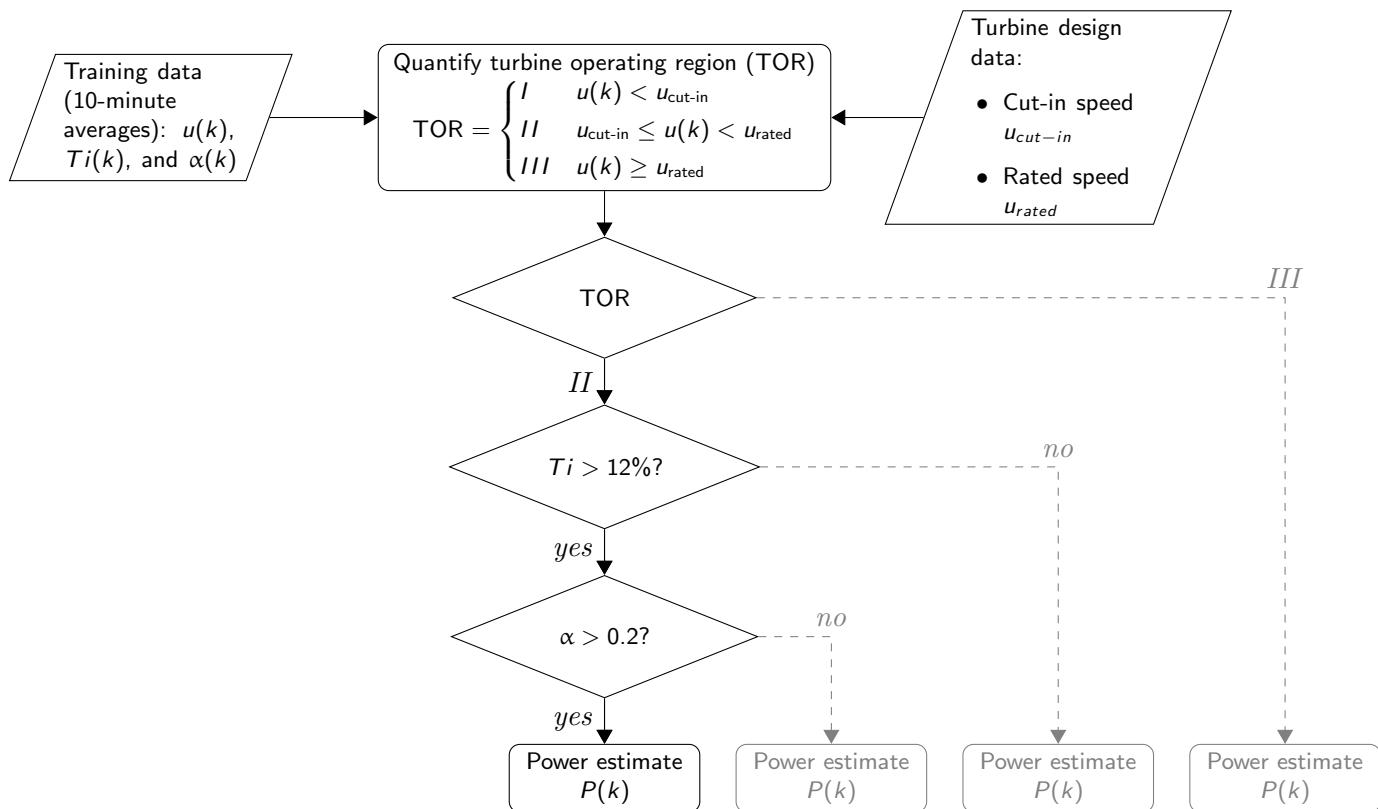 Training data
(10-minute
averages): u(k),
Ti(k), and α(k)
Quantify turbine operating region (TOR)
TOR = { I u(k) < u_cut-in
II u_cut-in ≤ u(k) < u_rated
III u(k) ≥ u_rated
Turbine design
data:
• Cut-in speed
u_cut−in
• Rated speed
u_rated
TOR
III
II
Ti > 12%?
no
yes
α > 0.2?
no
yes
Power estimate
P(k)
Power estimate
P(k)
Power estimate
P(k)
Power estimate
P(k)